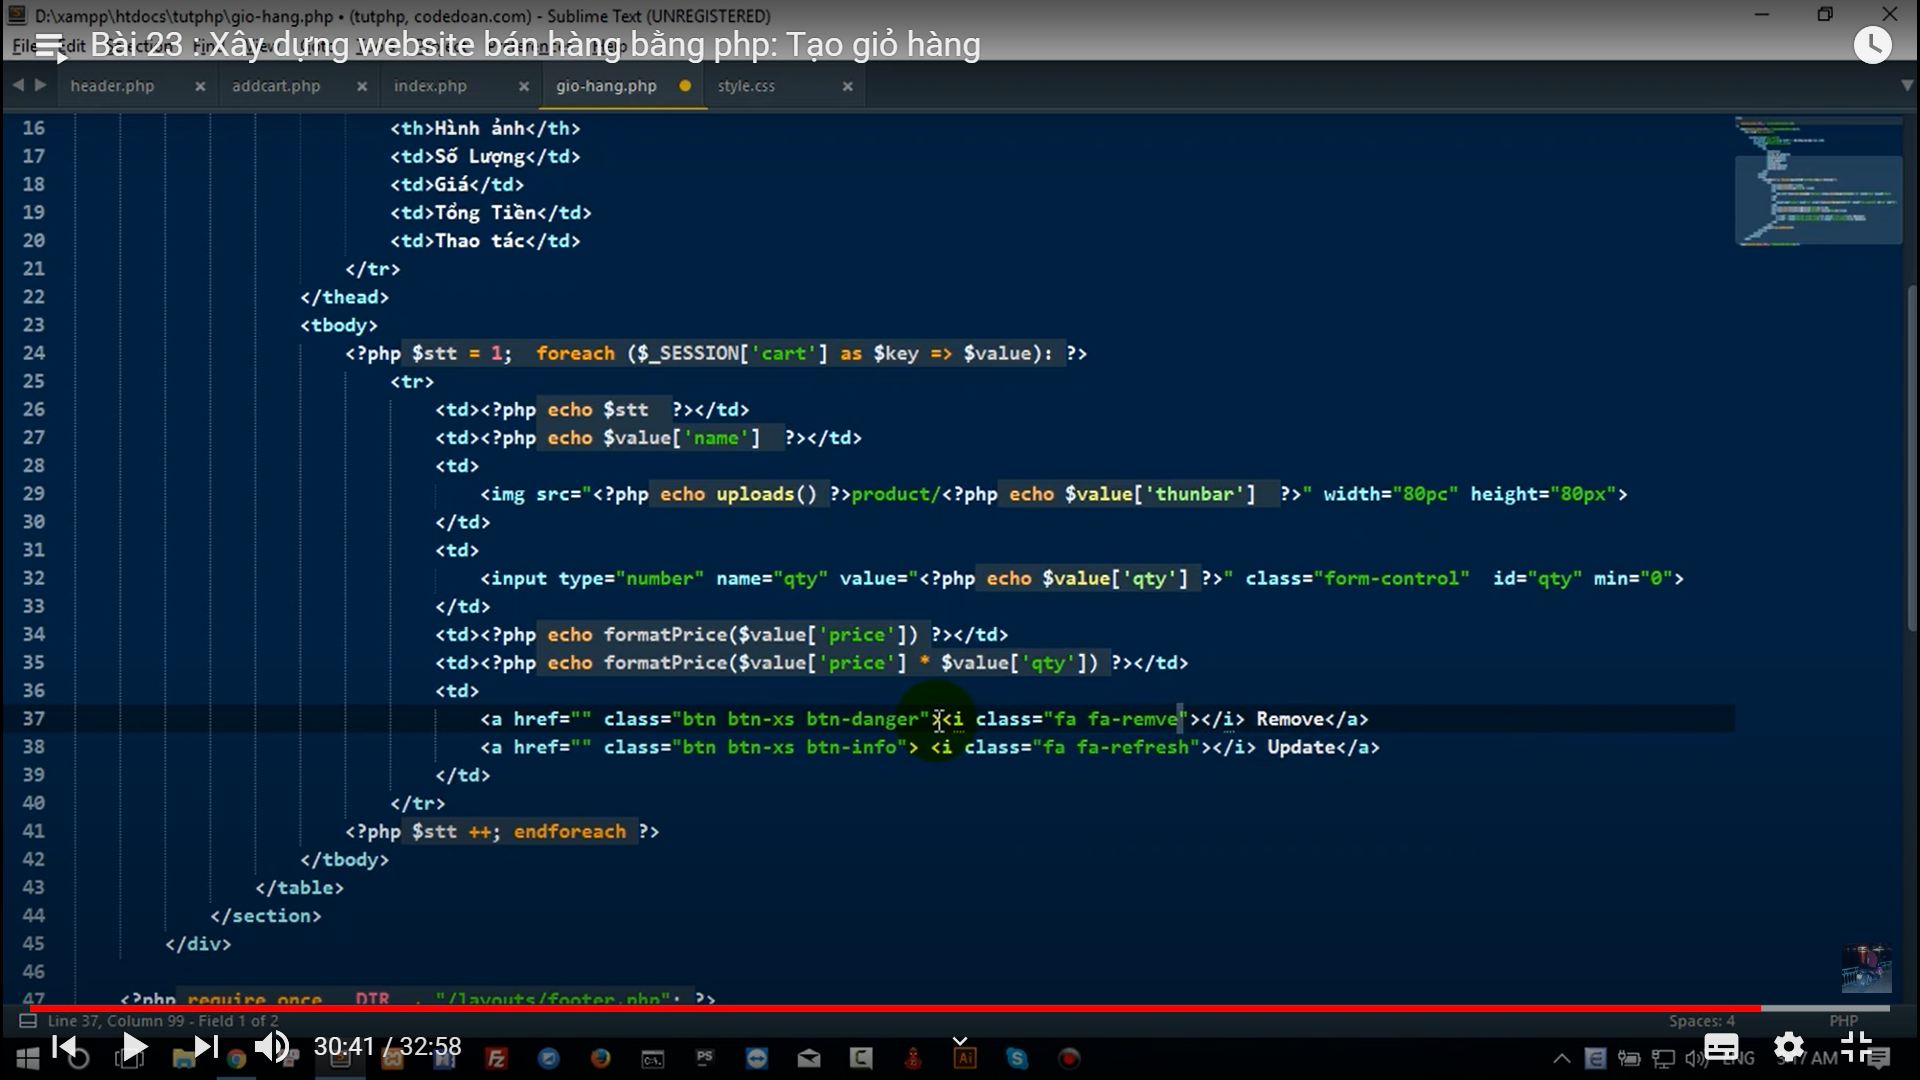 D:\xampp\htdocs\tutphp\gio-hang.php • (tutphp, codedoan.com) - Sublime Text (UNREGISTERED)
Bài 23 : Xây dựng website bán hàng bằng php: Tạo giỏ hàng
header.php addcart.php index.php gio-hang.php style.css
16 <th>Hình ảnh</th>
17 <td>Số Lượng</td>
18 <td>Giá</td>
19 <td>Tổng Tiền</td>
20 <td>Thao tác</td>
21 </tr>
22 </thead>
23 <tbody>
24 <?php $stt = 1; foreach ($_SESSION['cart'] as $key => $value): ?>
25 <tr>
26 <td><?php echo $stt ?></td>
27 <td><?php echo $value['name'] ?></td>
28 <td>
29 <img src="<?php echo uploads() ?>product/<?php echo $value['thunbar'] ?>" width="80pc" height="80px">
30 </td>
31 <td>
32 <input type="number" name="qty" value="<?php echo $value['qty'] ?>" class="form-control" id="qty" min="0">
33 </td>
34 <td><?php echo formatPrice($value['price']) ?></td>
35 <td><?php echo formatPrice($value['price'] * $value['qty']) ?></td>
36 <td>
37 <a href="" class="btn btn-xs btn-danger"><i class="fa fa-remve"></i> Remove</a>
38 <a href="" class="btn btn-xs btn-info"> <i class="fa fa-refresh"></i> Update</a>
39 </td>
40 </tr>
41 <?php $stt ++; endforeach ?>
42 </tbody>
43 </table>
44 </section>
45 </div>
46
47 <?php require_once __DIR__. "/layouts/footer.php"; ?>
Line 37, Column 99 - Field 1 of 2 Spaces: 4 PHP
30:41 / 32:58